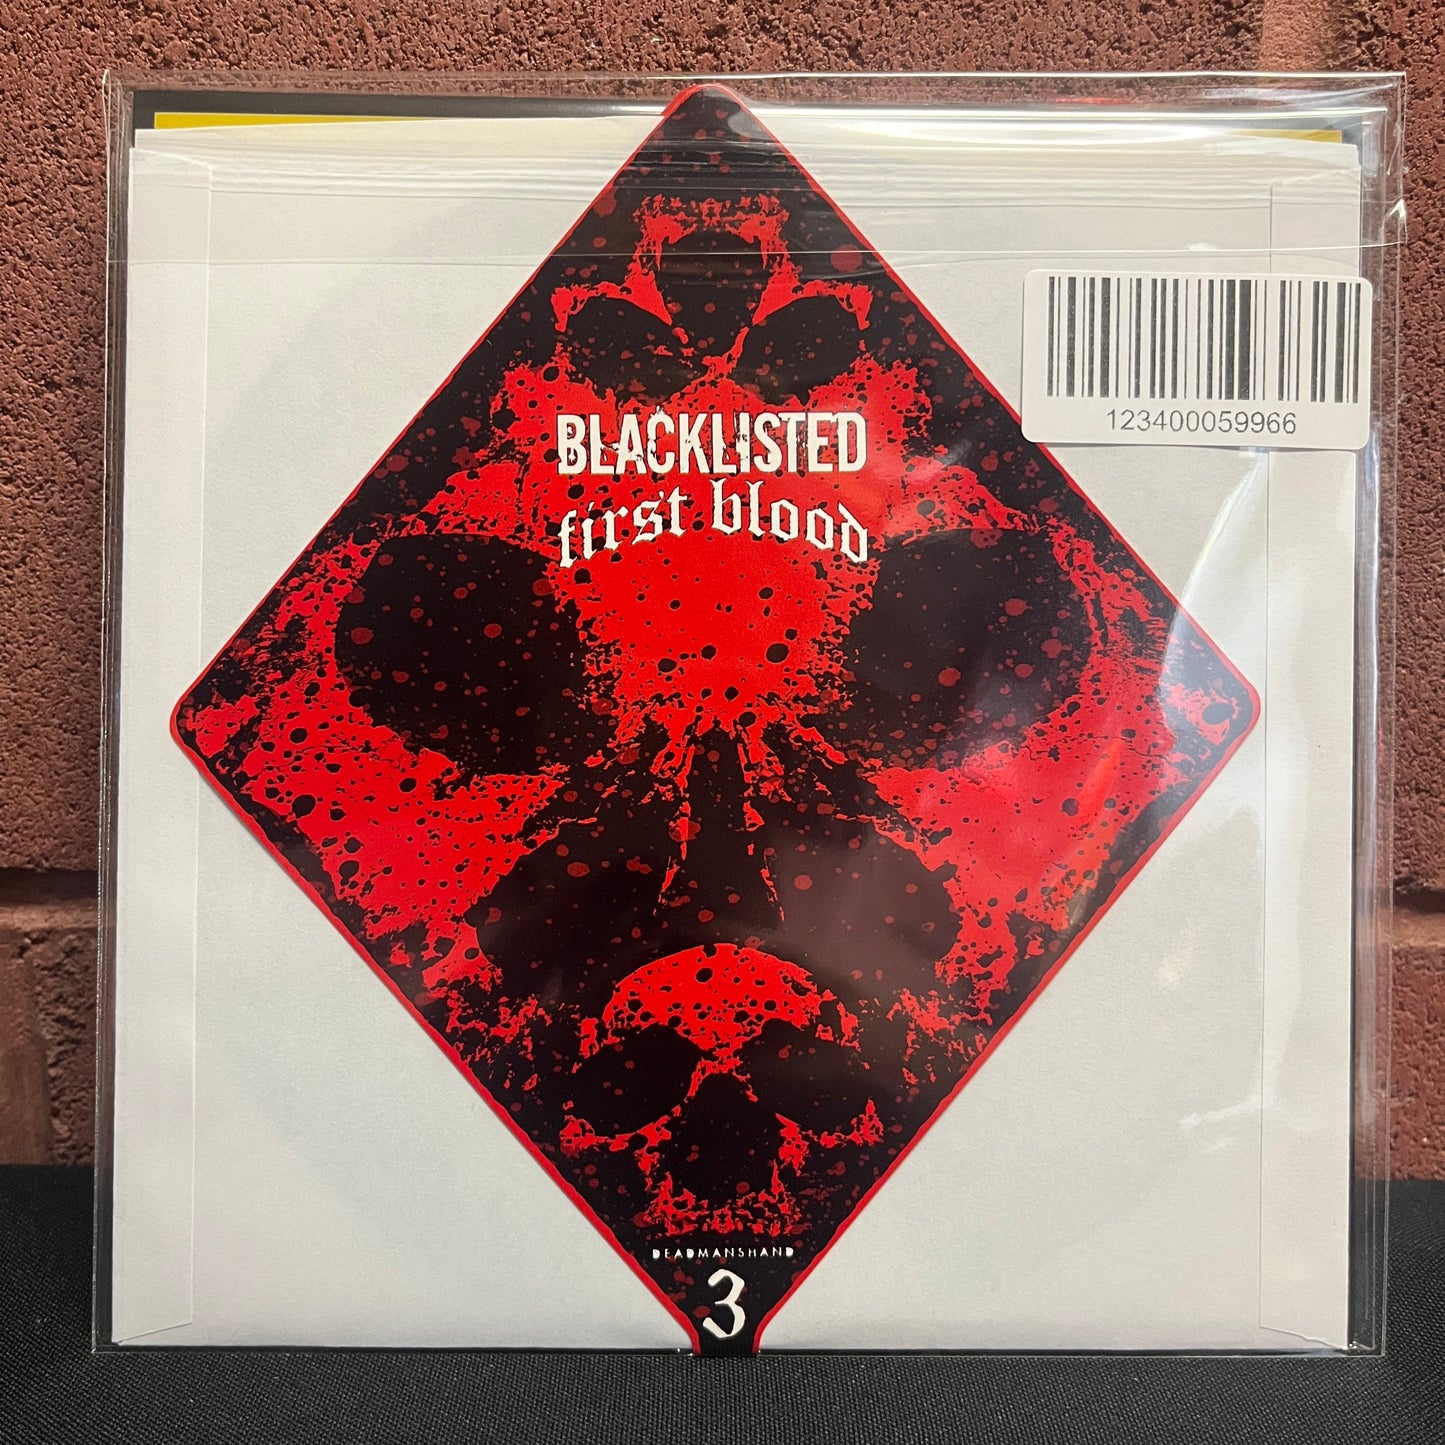 123400059966
BLACKLISTED
first blood
DEADMANSHAND
3